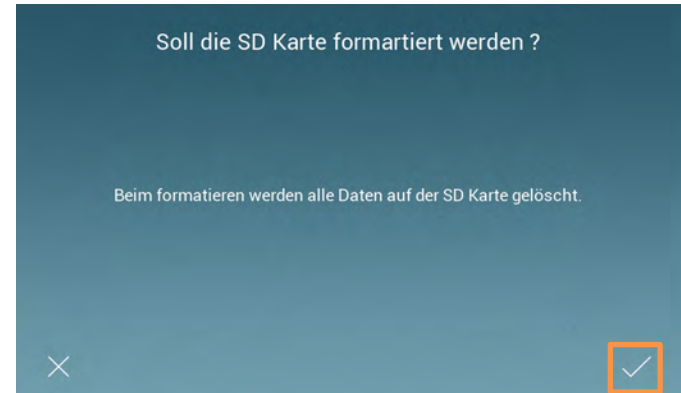 Soll die SD Karte formartiert werden ?
Beim formatieren werden alle Daten auf der SD Karte gelöscht.